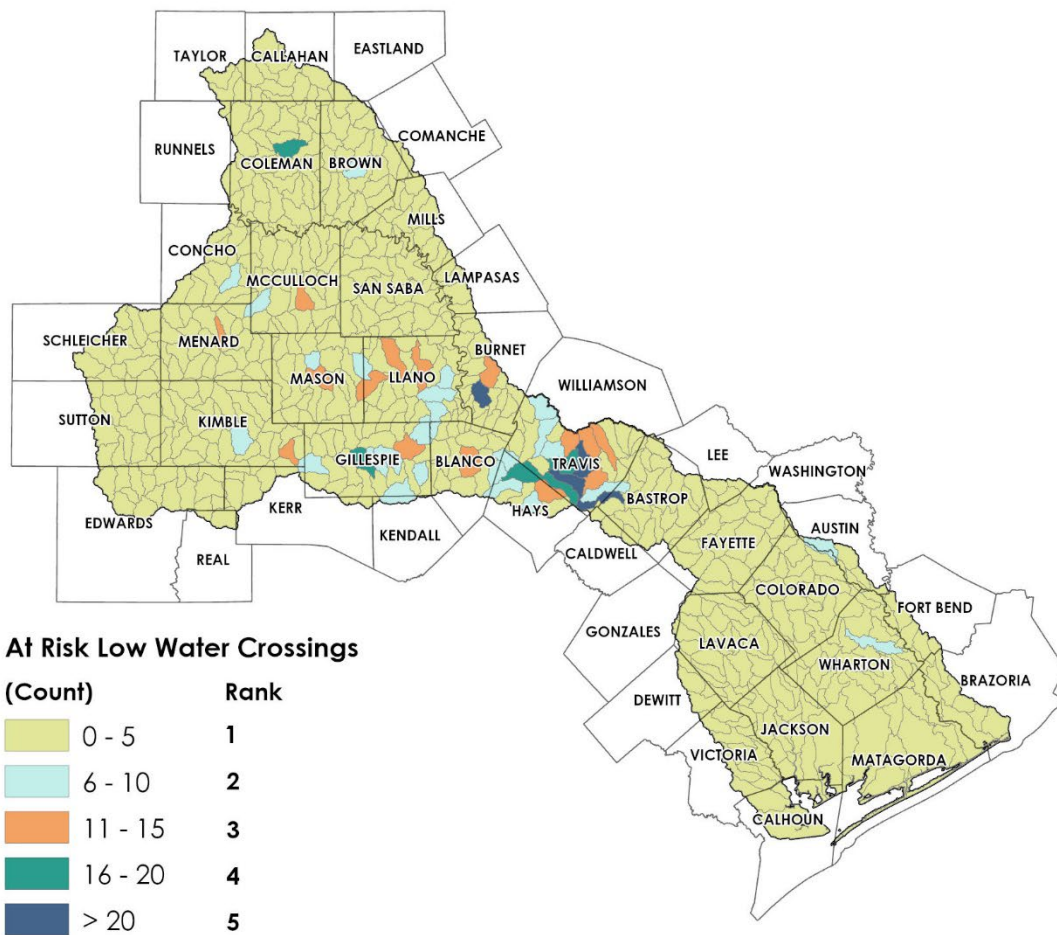 TAYLOR
CALLAHAN
EASTLAND
RUNNELS
COLEMAN
BROWN
COMANCHE
MILLS
CONCHO
MCCULLOCH
SAN SABA
LAMPASAS
SCHLEICHER
MENARD
MASON
LLANO
BURNET
WILLIAMSON
SUTTON
KIMBLE
GILLESPIE
BLANCO
TRAVIS
LEE
WASHINGTON
EDWARDS
REAL
KERR
KENDALL
HAYS
BASTROP
CALDWELL
FAYETTE
AUSTIN
COLORADO
FORT BEND
GONZALES
LAVACA
WHARTON
BRAZORIA
DEWITT
JACKSON
VICTORIA
MATAGORDA
CALHOUN
At Risk Low Water Crossings
(Count) Rank
0 - 5 1
6 - 10 2
11 - 15 3
16 - 20 4
> 20 5